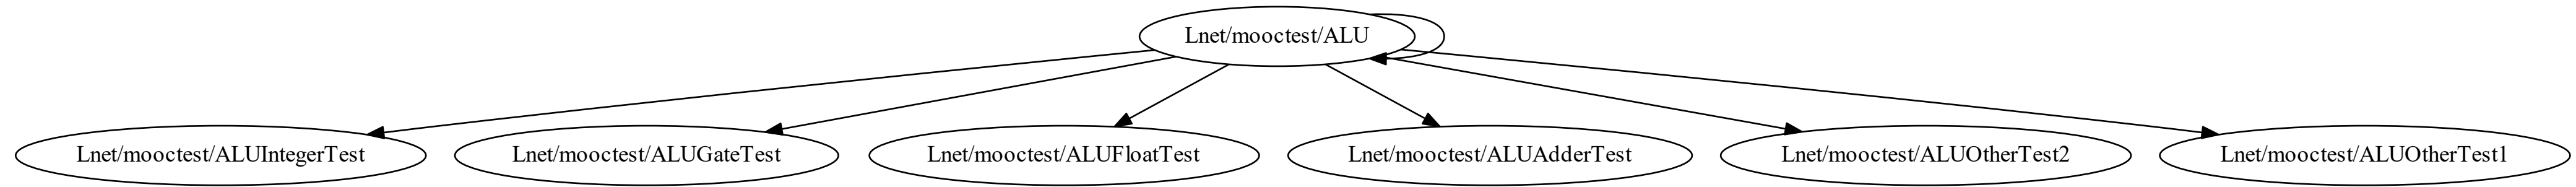 Lnet/mooctest/ALU
Lnet/mooctest/ALUIntegerTest
Lnet/mooctest/ALUGateTest
Lnet/mooctest/ALUFloatTest
Lnet/mooctest/ALUAdderTest
Lnet/mooctest/ALUOtherTest2
Lnet/mooctest/ALUOtherTest1